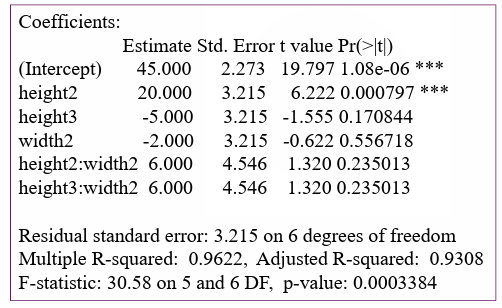 Coefficients:
Estimate Std. Error t value Pr(>|t|)
(Intercept) 45.000 2.273 19.797 1.08e-06 ***
height2 20.000 3.215 6.222 0.000797 ***
height3 -5.000 3.215 -1.555 0.170844
width2 -2.000 3.215 -0.622 0.556718
height2:width2 6.000 4.546 1.320 0.235013
height3:width2 6.000 4.546 1.320 0.235013
Residual standard error: 3.215 on 6 degrees of freedom
Multiple R-squared: 0.9622, Adjusted R-squared: 0.9308
F-statistic: 30.58 on 5 and 6 DF, p-value: 0.0003384